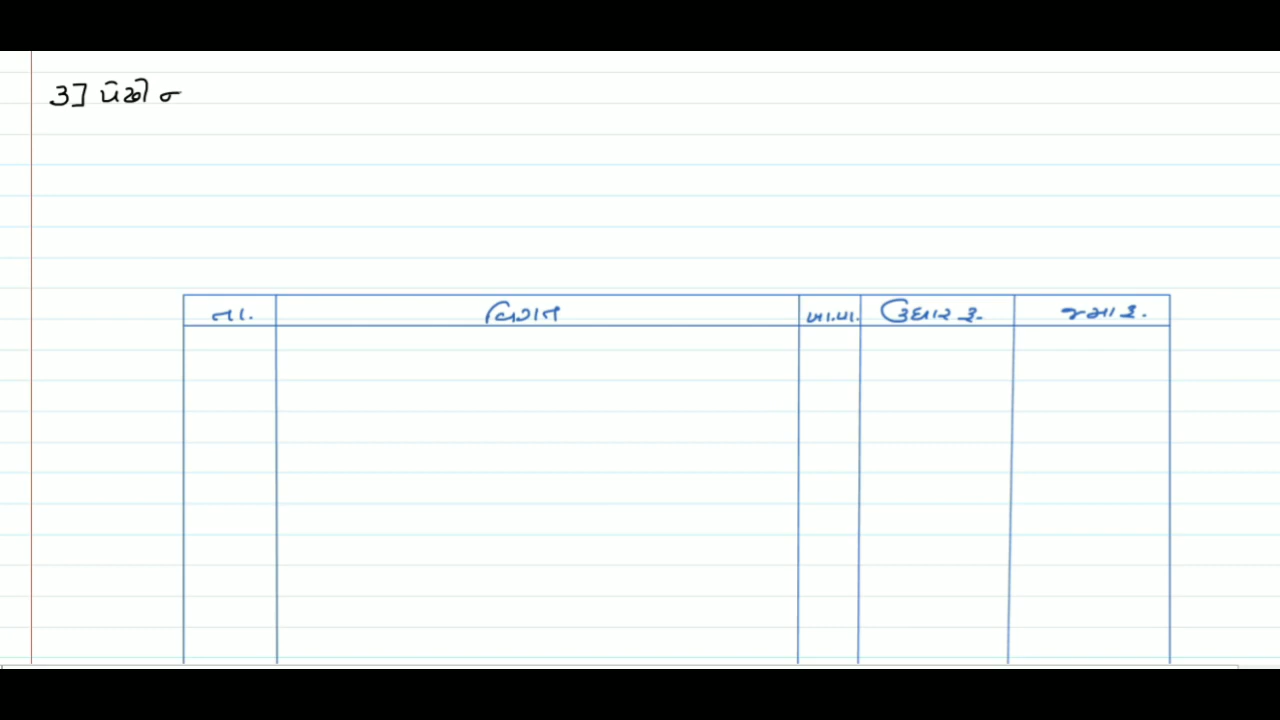 3] પંખી ન
તા. વિગત ખા.પા. ઉધાર રૂ. જમા રૂ.